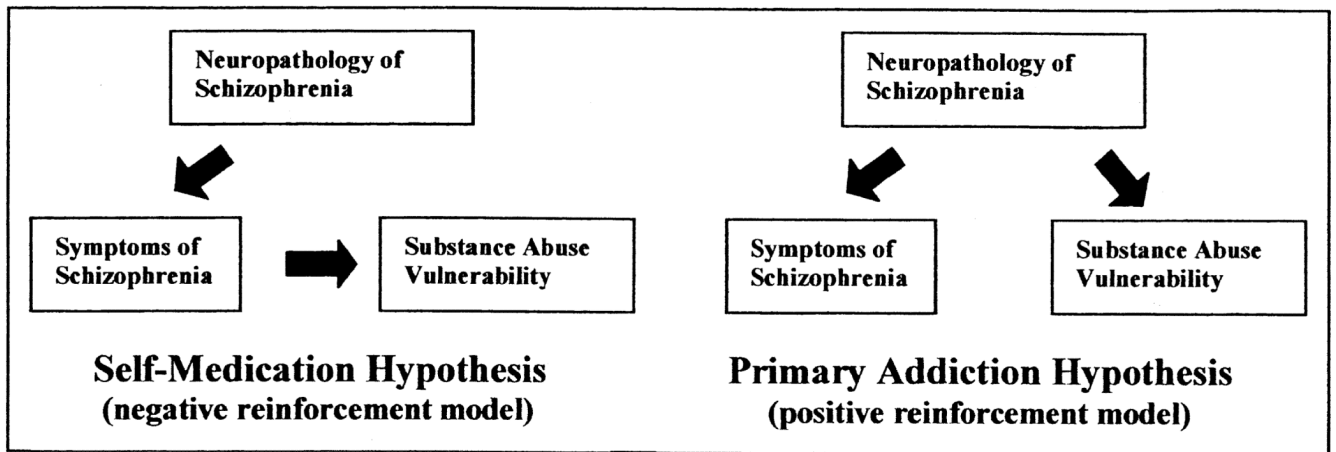 Neuropathology of
Schizophrenia
Symptoms of
Schizophrenia
Substance Abuse
Vulnerability
Self-Medication Hypothesis
(negative reinforcement model)
Neuropathology of
Schizophrenia
Symptoms of
Schizophrenia
Substance Abuse
Vulnerability
Primary Addiction Hypothesis
(positive reinforcement model)